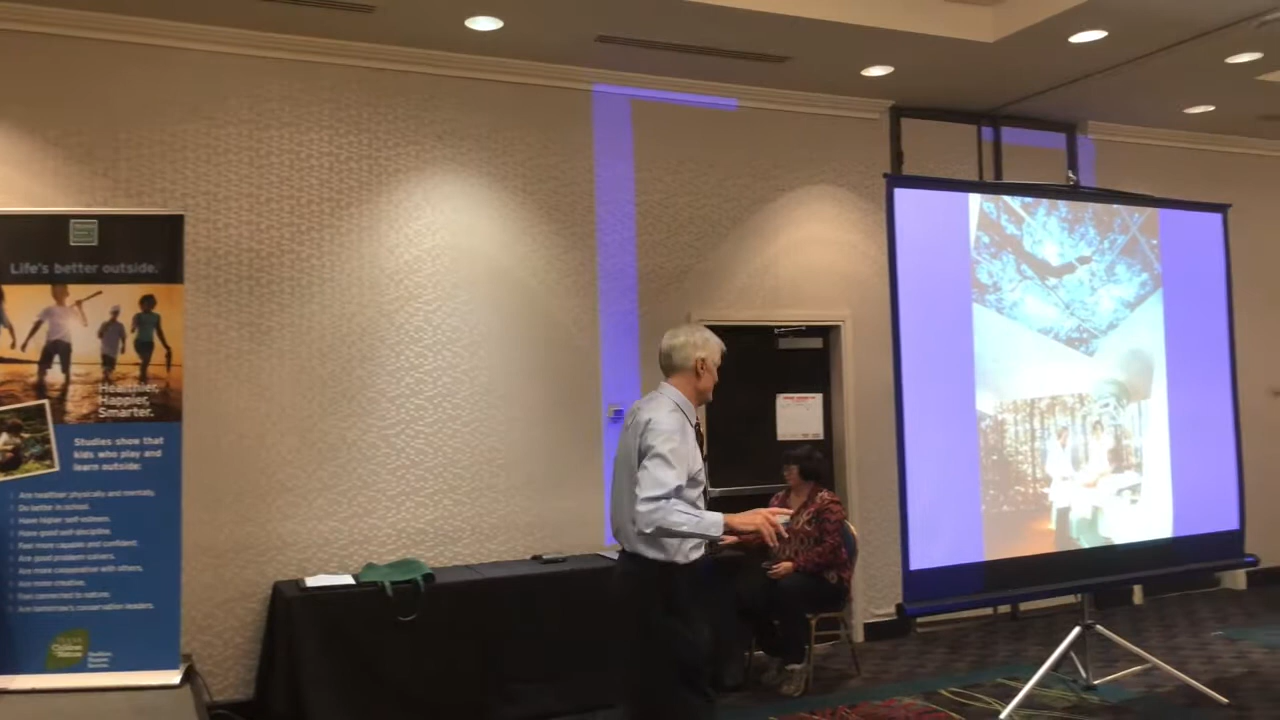 Life's better outside.
Healthier,
Happier,
Smarter.
Studies show that
kids who play and
learn outside:
Are healthier physically and mentally.
Do better in school.
Have higher self-esteem.
Have good self-discipline.
Feel more capable and confident.
Are good problem solvers.
Are more cooperative with others.
Are more creative.
Feel connected to nature.
Are tomorrow's conservation leaders.